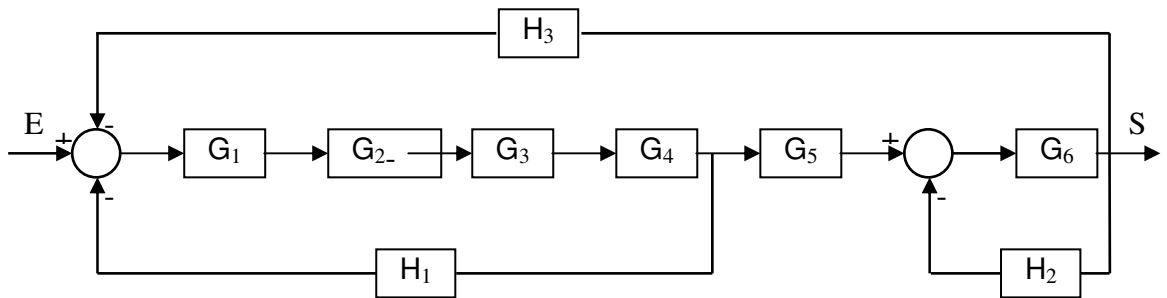 H₃
E + - S
G₁ G₂- G₃ G₄ G₅ + G₆
- -
H₁ H₂